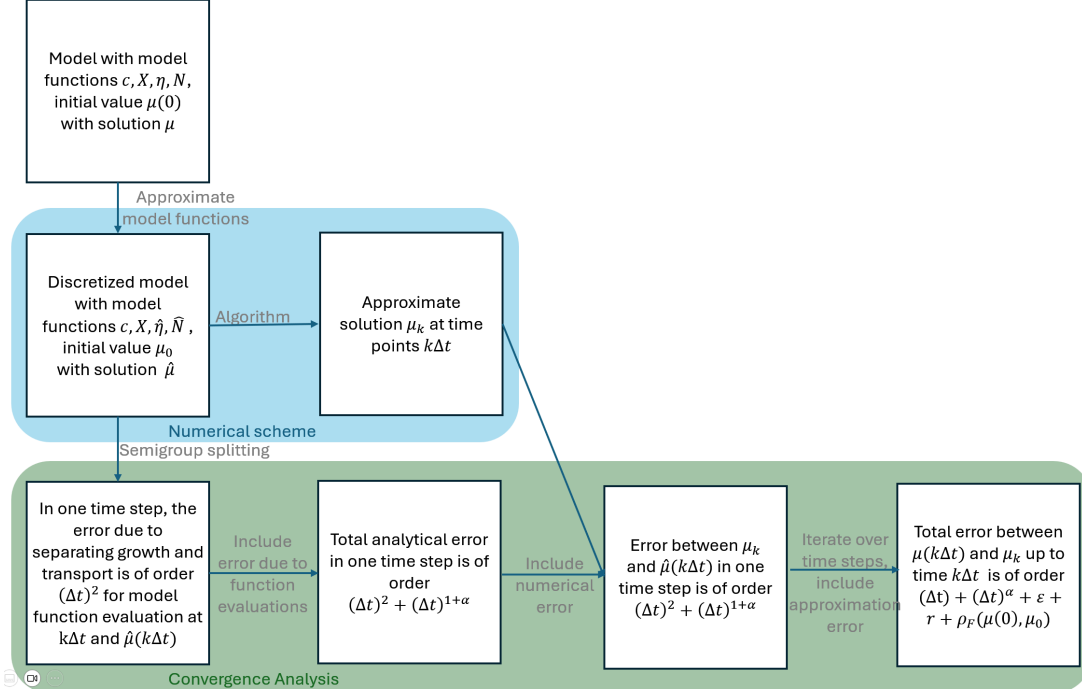 Model with model
functions c, X, η, N,
initial value μ(0)
with solution μ
Approximate
model functions
Discretized model
with model
functions c, X, η̂, N̂ ,
initial value μ₀
with solution μ̂
Algorithm
Approximate
solution μₖ at time
points kΔt
Numerical scheme
Semigroup splitting
In one time step, the
error due to
separating growth and
transport is of order
(Δt)² for model
function evaluation at
kΔt and μ̂(kΔt)
Include
error due to
function
evaluations
Total analytical error
in one time step is of
order
(Δt)² + (Δt)¹⁺ᵅ
Include
numerical
error
Error between μₖ
and μ̂(kΔt) in one
time step is of order
(Δt)² + (Δt)¹⁺ᵅ
Iterate over
time steps,
include
approximation
error
Total error between
μ(kΔt) and μₖ up to
time kΔt is of order
(Δt) + (Δt)ᵅ + ε +
r + ρ_F(μ(0), μ₀)
Convergence Analysis